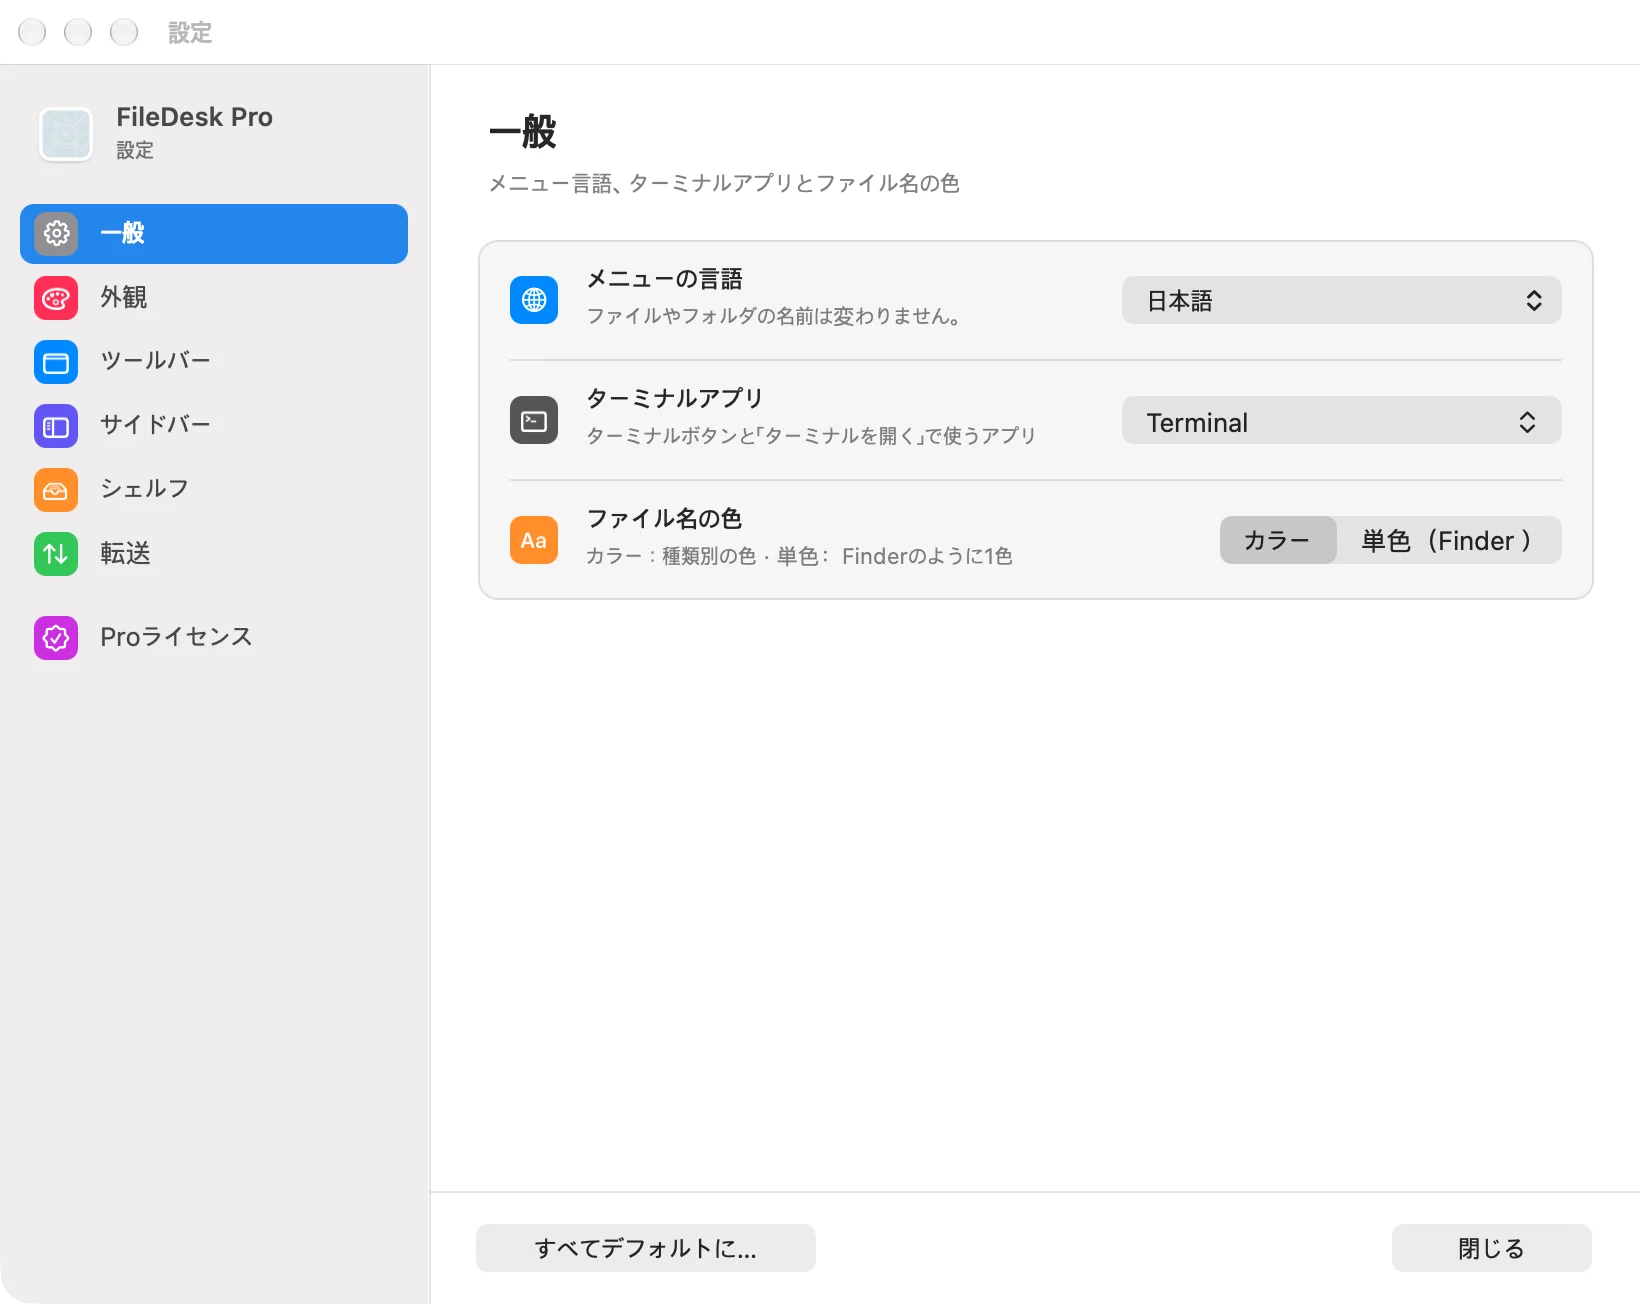 設定
FileDesk Pro
設定
一般
外観
ツールバー
サイドバー
シェルフ
転送
Proライセンス
一般
メニュー言語、ターミナルアプリとファイル名の色
メニューの言語
ファイルやフォルダの名前は変わりません。
日本語
ターミナルアプリ
ターミナルボタンと「ターミナルを開く」で使うアプリ
Terminal
Aa
ファイル名の色
カラー：種類別の色 · 単色： Finderのように1色
カラー
単色（Finder ）
すべてデフォルトに...
閉じる